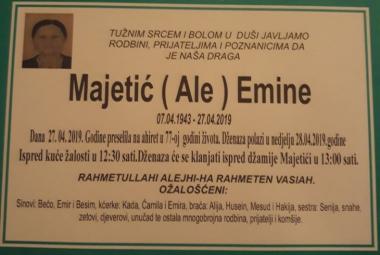 TUŽNIM SRCEM I BOLOM U DUŠI JAVLJAMO
RODBINI, PRIJATELJIMA I POZNANICIMA DA
JE NAŠA DRAGA
Majetić ( Ale ) Emine
07.04.1943 - 27.04.2019
Dana 27. 04. 2019. Godine preselila na ahiret u 77-oj godini života. Dženaza polazi u nedjelju 28.04.2019.godine
Ispred kuće žalosti u 12:30 sati.Dženaza će se klanjati ispred džamije Majetići u 13:00 sati.
RAHMETULLAHI ALEJHI-HA RAHMETEN VASIAH.
OŽALOŠĆENI:
Sinovi: Bećo, Emir i Besim, kćerke: Kada, Ćamila i Emira, braća: Alija, Husein, Mesud i Hakija, sestra: Senija, snahe,
zetovi, djeverovi, unučad te ostala mnogobrojna rodbina, prijatelji i komšije.